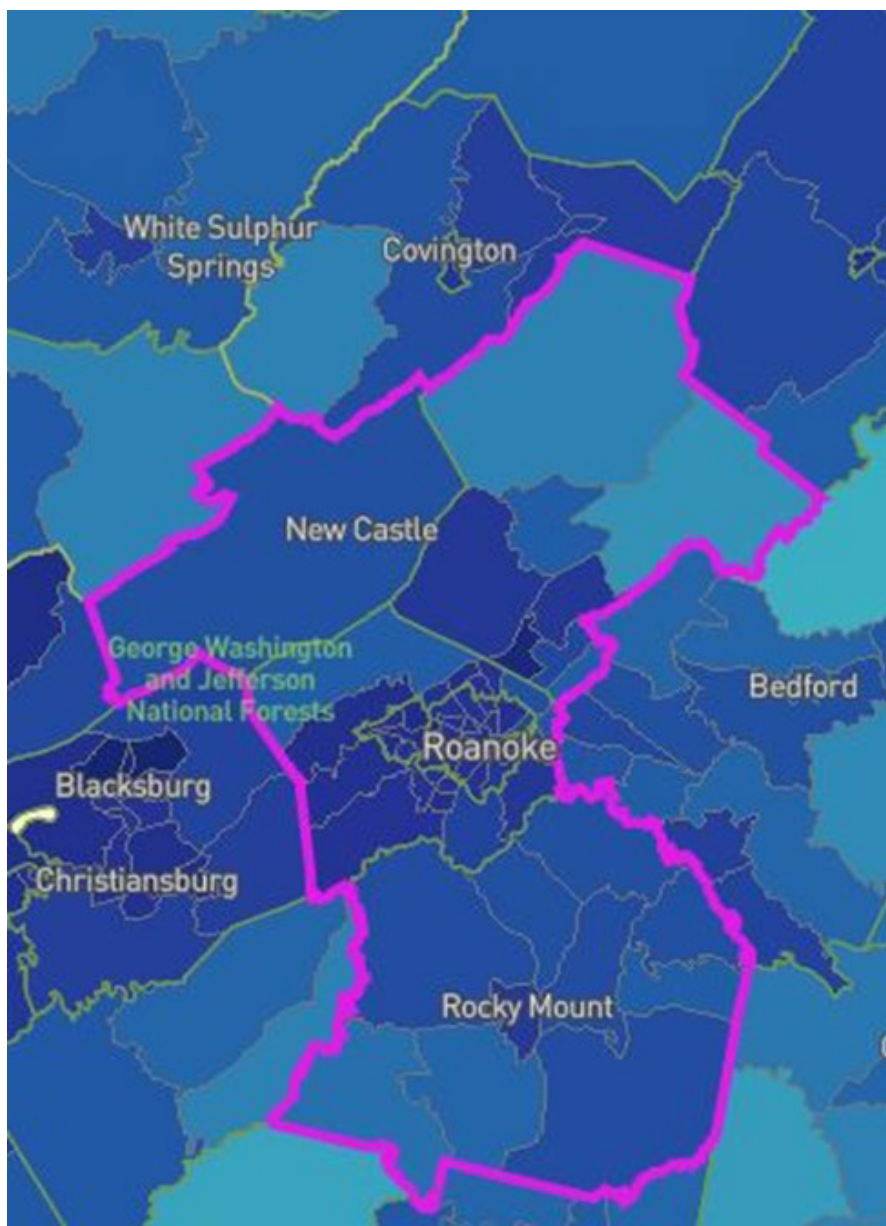 White Sulphur
Springs
Covington
New Castle
George Washington
and Jefferson
National Forests
Bedford
Roanoke
Blacksburg
Christiansburg
Rocky Mount